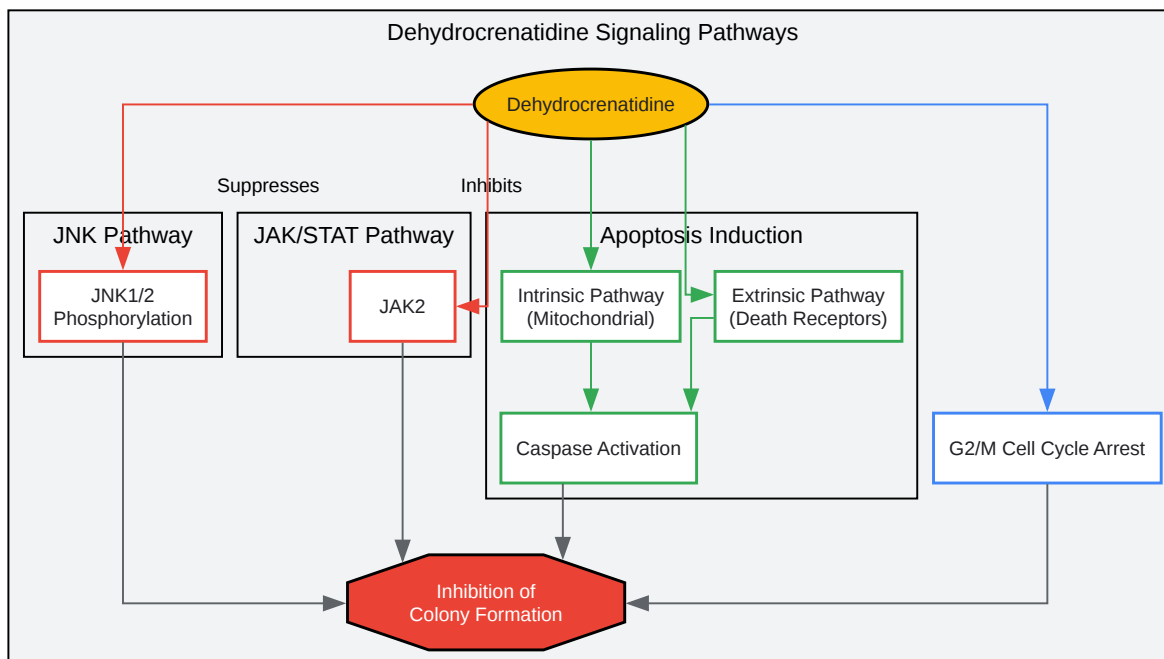 Dehydrocrenatidine Signaling Pathways
Dehydrocrenatidine
Suppresses
Inhibits
JNK Pathway
JAK/STAT Pathway
Apoptosis Induction
JNK1/2
Phosphorylation
JAK2
Intrinsic Pathway
(Mitochondrial)
Extrinsic Pathway
(Death Receptors)
Caspase Activation
G2/M Cell Cycle Arrest
Inhibition of
Colony Formation